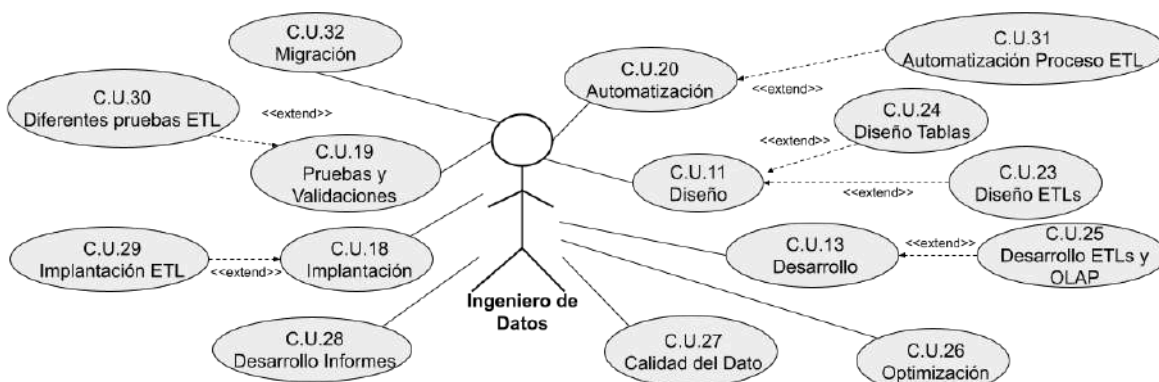 C.U.32
Migración
C.U.20
Automatización
<<extend>>
C.U.31
Automatización Proceso ETL
C.U.30
Diferentes pruebas ETL
<<extend>>
C.U.19
Pruebas y
Validaciones
<<extend>>
C.U.24
Diseño Tablas
C.U.11
Diseño
<<extend>>
C.U.23
Diseño ETLs
C.U.29
Implantación ETL
<<extend>>
C.U.18
Implantación
C.U.13
Desarrollo
<<extend>>
C.U.25
Desarrollo ETLs y
OLAP
Ingeniero de
Datos
C.U.28
Desarrollo Informes
C.U.27
Calidad del Dato
C.U.26
Optimización